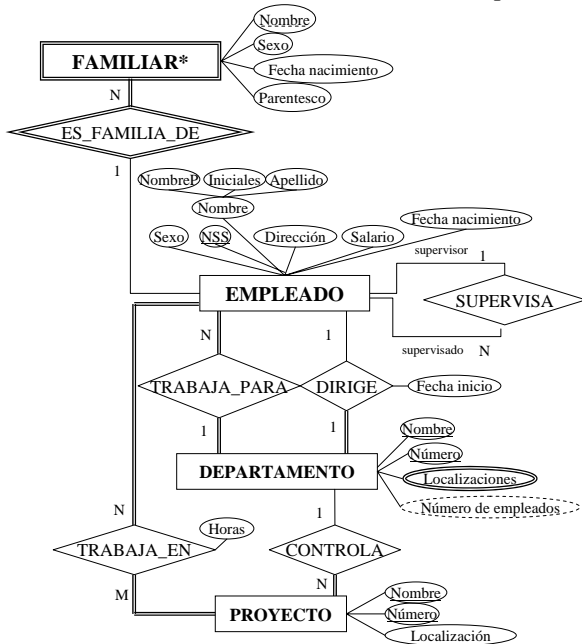 Nombre
FAMILIAR*
Sexo
Fecha nacimiento
Parentesco
N
ES_FAMILIA_DE
1
NombreP Iniciales Apellido
Nombre
Fecha nacimiento
Sexo NSS Dirección Salario
supervisor
1
EMPLEADO
SUPERVISA
supervisado N
N 1
TRABAJA_PARA DIRIGE Fecha inicio
1 1
Nombre
Número
DEPARTAMENTO
Localizaciones
Número de empleados
N 1
Horas
TRABAJA_EN CONTROLA
M N
Nombre
PROYECTO
Número
Localización